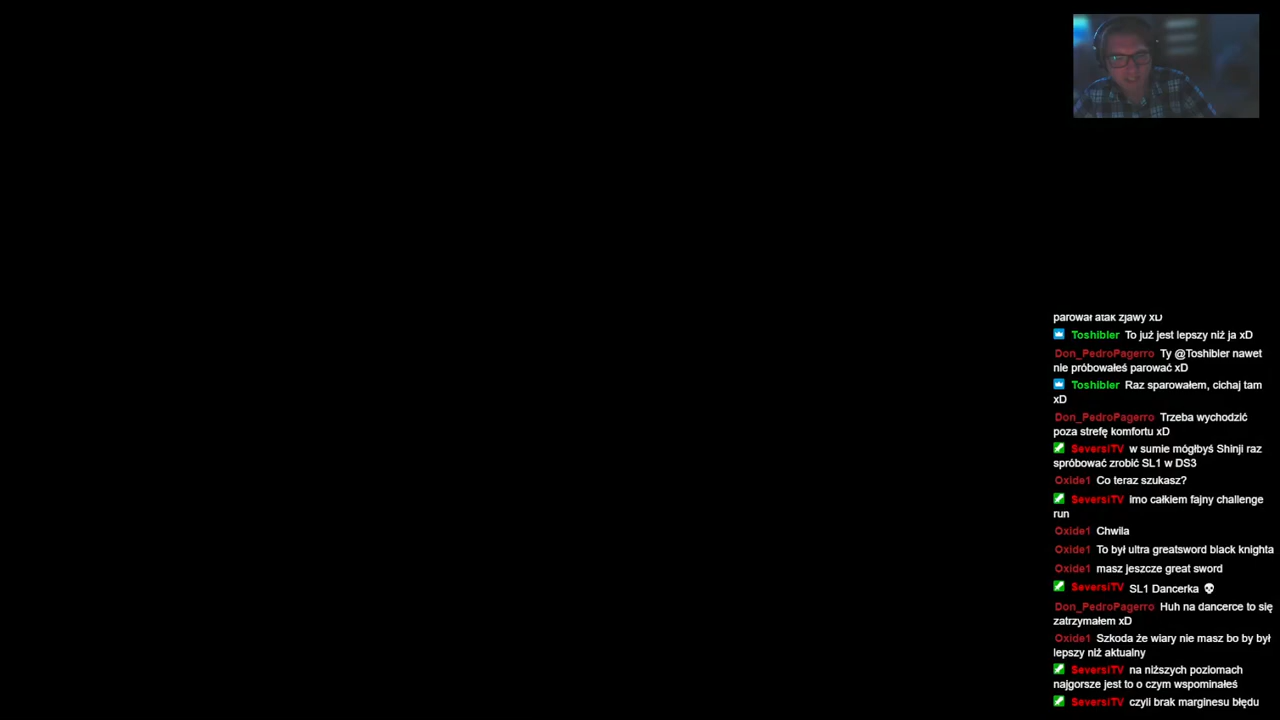 parował atak zjawy xD
Toshibler To już jest lepszy niż ja xD
Don_PedroPagerro Ty @Toshibler nawet
nie próbowałeś parować xD
Toshibler Raz sparowałem, cichaj tam
xD
Don_PedroPagerro Trzeba wychodzić
poza strefę komfortu xD
SeversiTV w sumie mógłbyś Shinji raz
spróbować zrobić SL1 w DS3
Oxide1 Co teraz szukasz?
SeversiTV Imo całkiem fajny challenge
run
Oxide1 Chwila
Oxide1 To był ultra greatsword black knighta
Oxide1 masz jeszcze great sword
SeversiTV SL1 Dancerka 💀
Don_PedroPagerro Huh na dancerce to się
zatrzymałem xD
Oxide1 Szkoda że wiary nie masz bo by był
lepszy niż aktualny
SeversiTV na niższych poziomach
najgorsze jest to o czym wspominałeś
SeversiTV czyli brak marginesu błędu